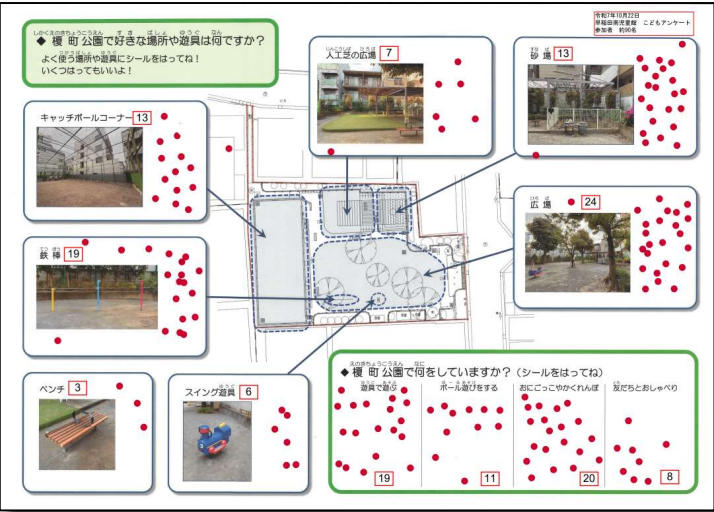 令和7年10月22日
早稲田南児童館 こどもアンケート
参加者 約90名
◆ 榎町公園で好きな場所や遊具は何ですか?
よく使う場所や遊具にシールをはってね!
いくつはってもいいよ!
人工芝の広場 7
砂場 13
キャッチボールコーナー 13
広場 24
鉄棒 19
ベンチ 3
スイング遊具 6
◆ 榎町公園で何をしていますか?(シールをはってね)
遊具で遊ぶ
ボール遊びをする
おにごっこやかくれんぼ
友だちとおしゃべり
19
11
20
8